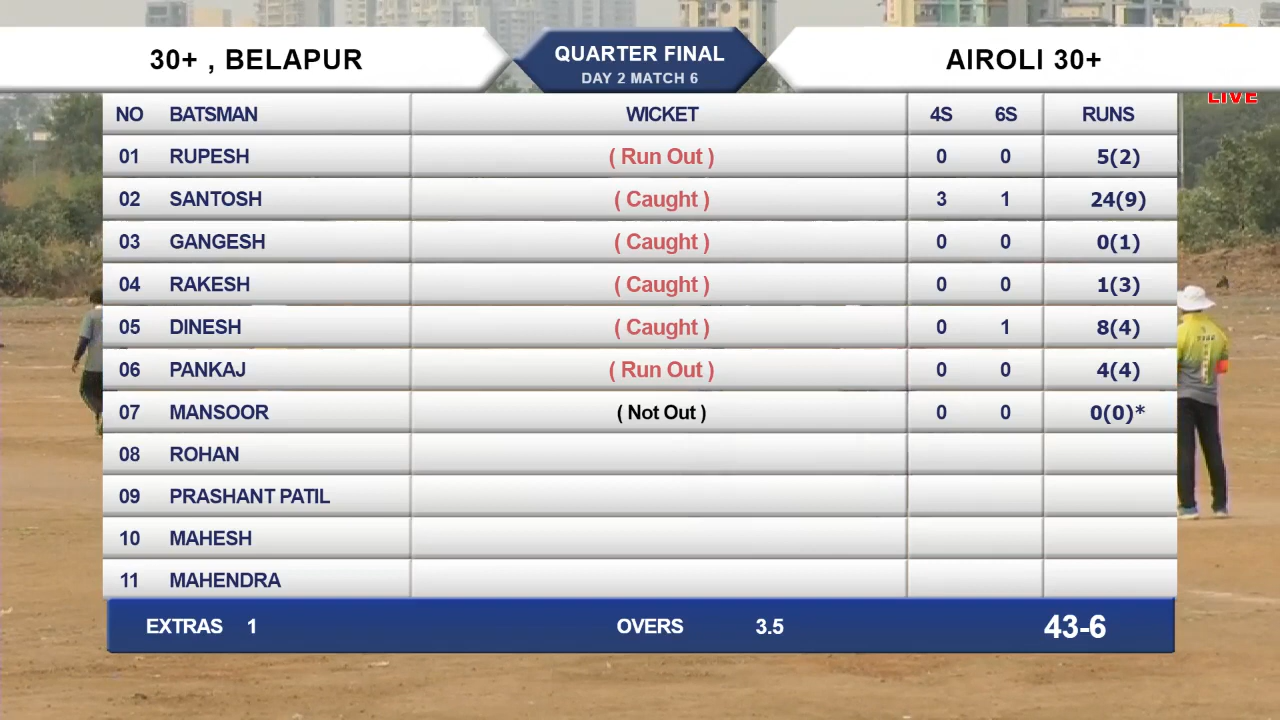 30+ , BELAPUR
QUARTER FINAL
DAY 2 MATCH 6
AIROLI 30+
LIVE
NO BATSMAN WICKET 4S 6S RUNS
01 RUPESH ( Run Out ) 0 0 5(2)
02 SANTOSH ( Caught ) 3 1 24(9)
03 GANGESH ( Caught ) 0 0 0(1)
04 RAKESH ( Caught ) 0 0 1(3)
05 DINESH ( Caught ) 0 1 8(4)
06 PANKAJ ( Run Out ) 0 0 4(4)
07 MANSOOR ( Not Out ) 0 0 0(0)*
08 ROHAN
09 PRASHANT PATIL
10 MAHESH
11 MAHENDRA
EXTRAS 1 OVERS 3.5 43-6